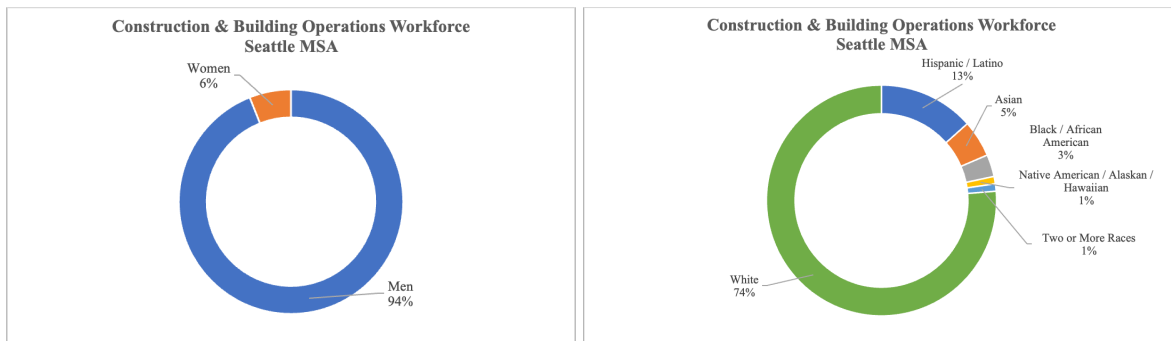 Construction & Building Operations Workforce
Seattle MSA
Women
6%
Men
94%
Construction & Building Operations Workforce
Seattle MSA
Hispanic / Latino
13%
Asian
5%
Black / African
American
3%
Native American / Alaskan /
Hawaiian
1%
Two or More Races
1%
White
74%